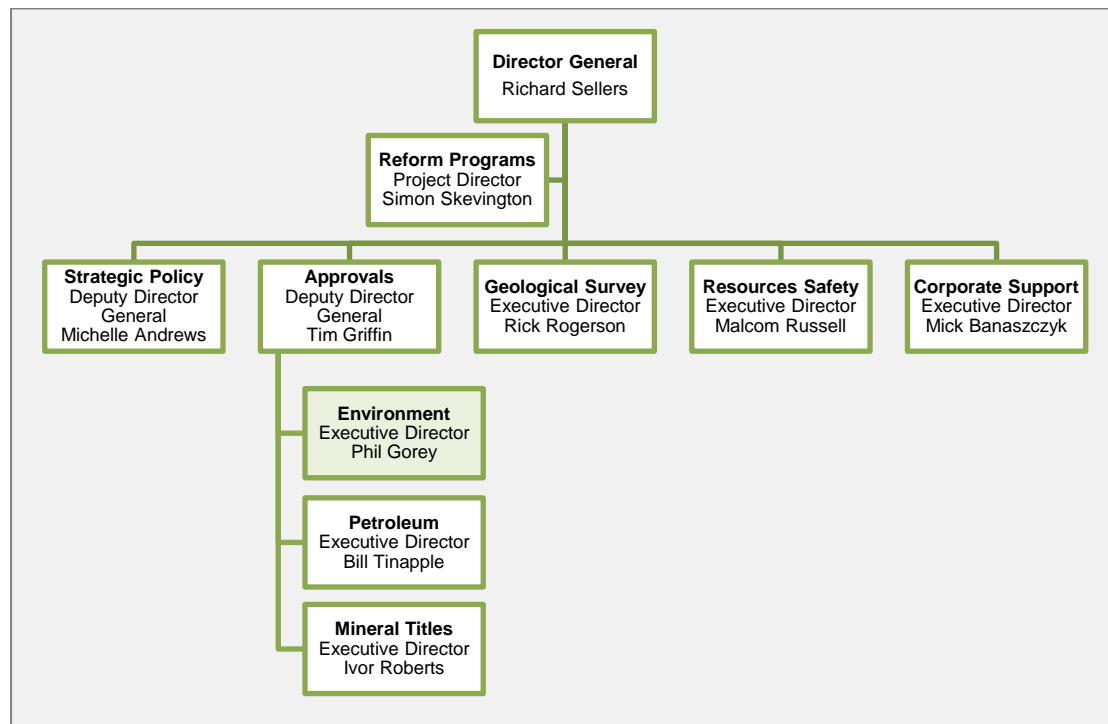 Director General
Richard Sellers
Reform Programs
Project Director
Simon Skevington
Strategic Policy
Deputy Director
General
Michelle Andrews
Approvals
Deputy Director
General
Tim Griffin
Geological Survey
Executive Director
Rick Rogerson
Resources Safety
Executive Director
Malcom Russell
Corporate Support
Executive Director
Mick Banaszczyk
Environment
Executive Director
Phil Gorey
Petroleum
Executive Director
Bill Tinapple
Mineral Titles
Executive Director
Ivor Roberts